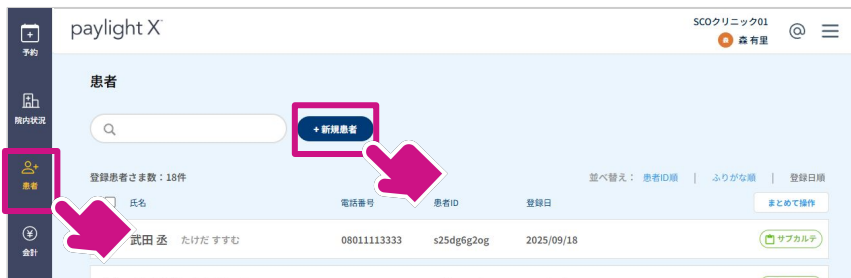 paylight X
SCOクリニック01
森 森 有里
予約
患者
院内状況
+ 新規患者
患者
登録患者さま数：18件
並べ替え： 患者ID順 | ふりがな順 | 登録日順
氏名 電話番号 患者ID 登録日 まとめて操作
武田 丞 たけだ すすむ 08011113333 s25dg6g2og 2025/09/18 サブカルテ
会計